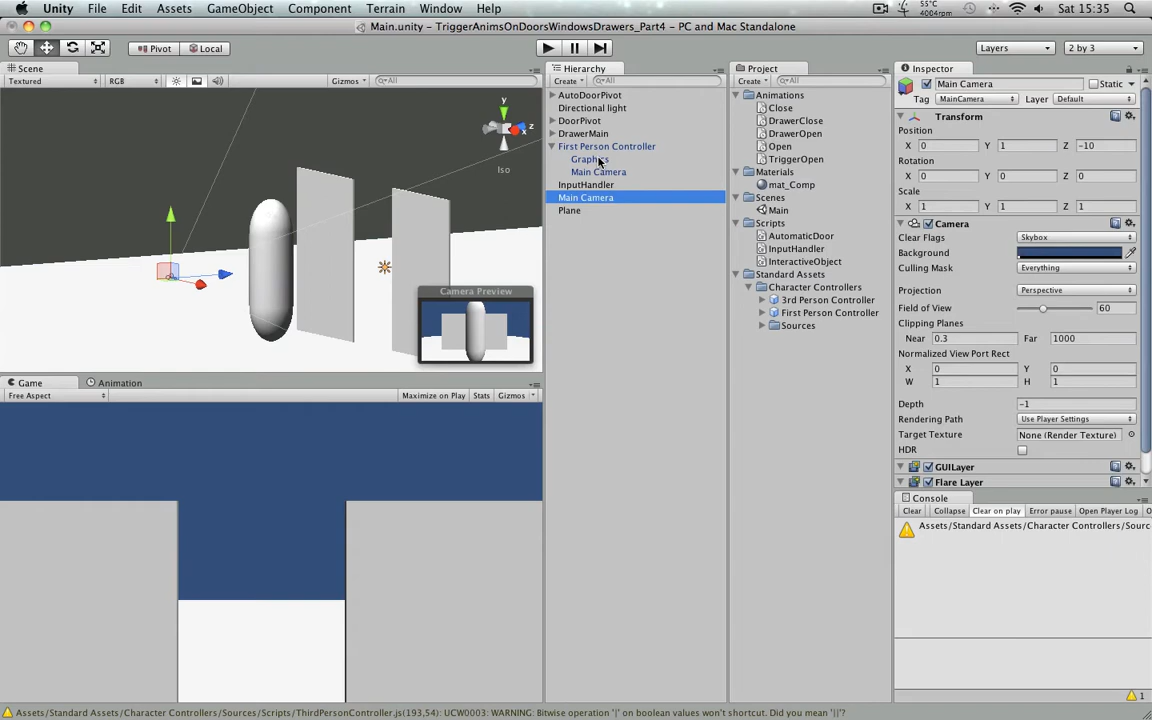 Unity File Edit Assets GameObject Component Terrain Window Help
53°C
4004rpm
Sat 15:35
Main.unity - TriggerAnimsOnDoorsWindowsDrawers_Part4 - PC and Mac Standalone
Pivot Local
Layers
2 by 3
Scene
Textured
RGB
Gizmos
All
y
z
Iso
Camera Preview
Game
Animation
Free Aspect
Maximize on Play
Stats
Gizmos
Hierarchy
Create
All
AutoDoorPivot
Directional light
DoorPivot
DrawerMain
First Person Controller
Graphics
Main Camera
InputHandler
Main Camera
Plane
Project
Create
All
Animations
Close
DrawerClose
DrawerOpen
Open
TriggerOpen
Materials
mat_Comp
Scenes
Main
Scripts
AutomaticDoor
InputHandler
InteractiveObject
Standard Assets
Character Controllers
3rd Person Controller
First Person Controller
Sources
Inspector
Main Camera
Static
Tag MainCamera Layer Default
Transform
Position
X 0 Y 1 Z -10
Rotation
X 0 Y 0 Z 0
Scale
X 1 Y 1 Z 1
Camera
Clear Flags Skybox
Background
Culling Mask Everything
Projection Perspective
Field of View 60
Clipping Planes
Near 0.3 Far 1000
Normalized View Port Rect
X 0 Y 0
W 1 H 1
Depth -1
Rendering Path Use Player Settings
Target Texture None (Render Texture)
HDR
GUILayer
Flare Layer
Console
Clear Collapse Clear on play Error pause Open Player Log O
Assets/Standard Assets/Character Controllers/Sourc
1
Assets/Standard Assets/Character Controllers/Sources/Scripts/ThirdPersonController.js(193,54): UCW0003: WARNING: Bitwise operation '|' on boolean values won't shortcut. Did you mean '||'?